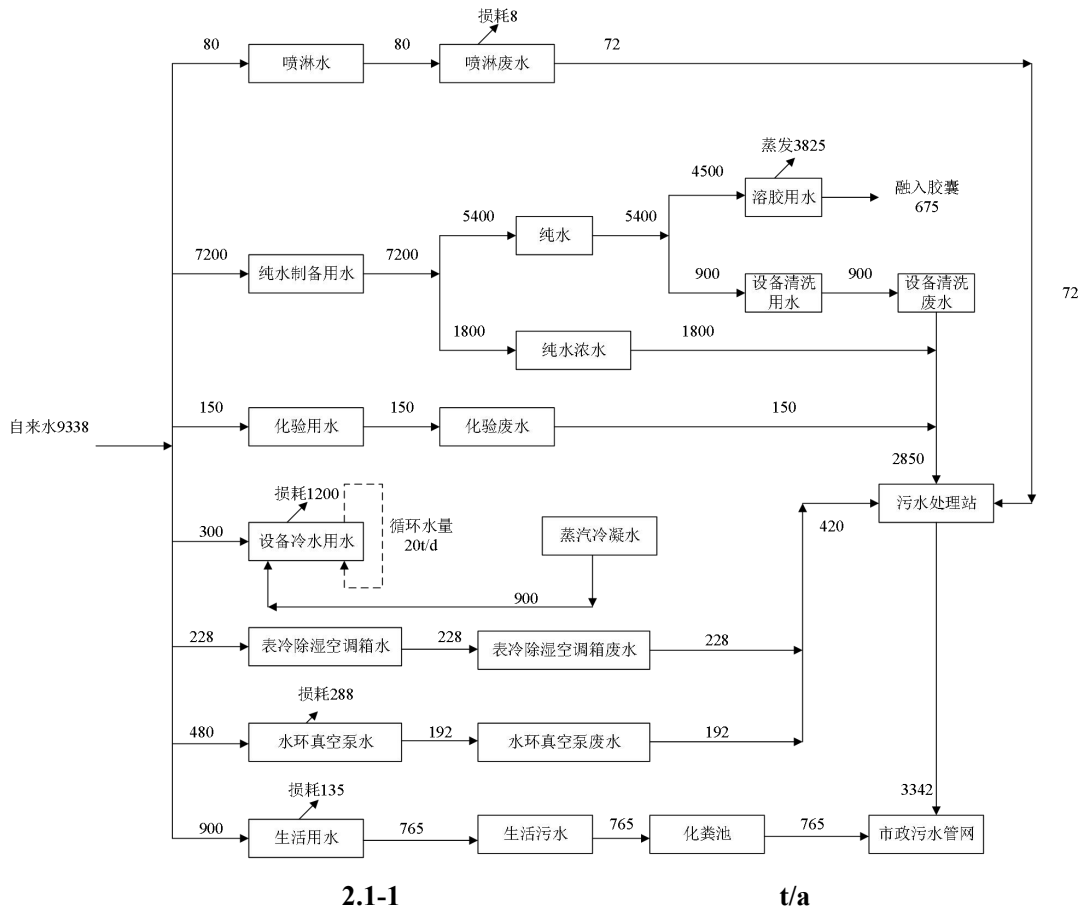 损耗8
80
80
72
喷淋水
喷淋废水
蒸发3825
4500
溶胶用水
融入胶囊
675
5400
5400
纯水
7200
7200
纯水制备用水
900
900
设备清洗
用水
设备清洗
废水
72
1800
1800
纯水浓水
自来水9338
150
150
150
化验用水
化验废水
2850
损耗1200
循环水量
20t/d
300
设备冷水用水
蒸汽冷凝水
污水处理站
420
900
228
228
228
表冷除湿空调箱水
表冷除湿空调箱废水
损耗288
480
192
192
水环真空泵水
水环真空泵废水
损耗135
3342
900
765
765
765
生活用水
生活污水
化粪池
市政污水管网
2.1-1
t/a